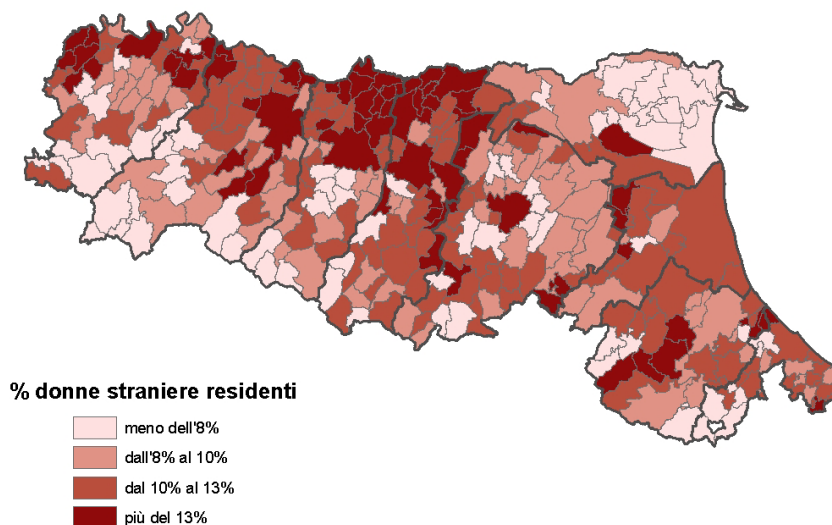 % donne straniere residenti
meno dell'8%
dall'8% al 10%
dal 10% al 13%
più del 13%